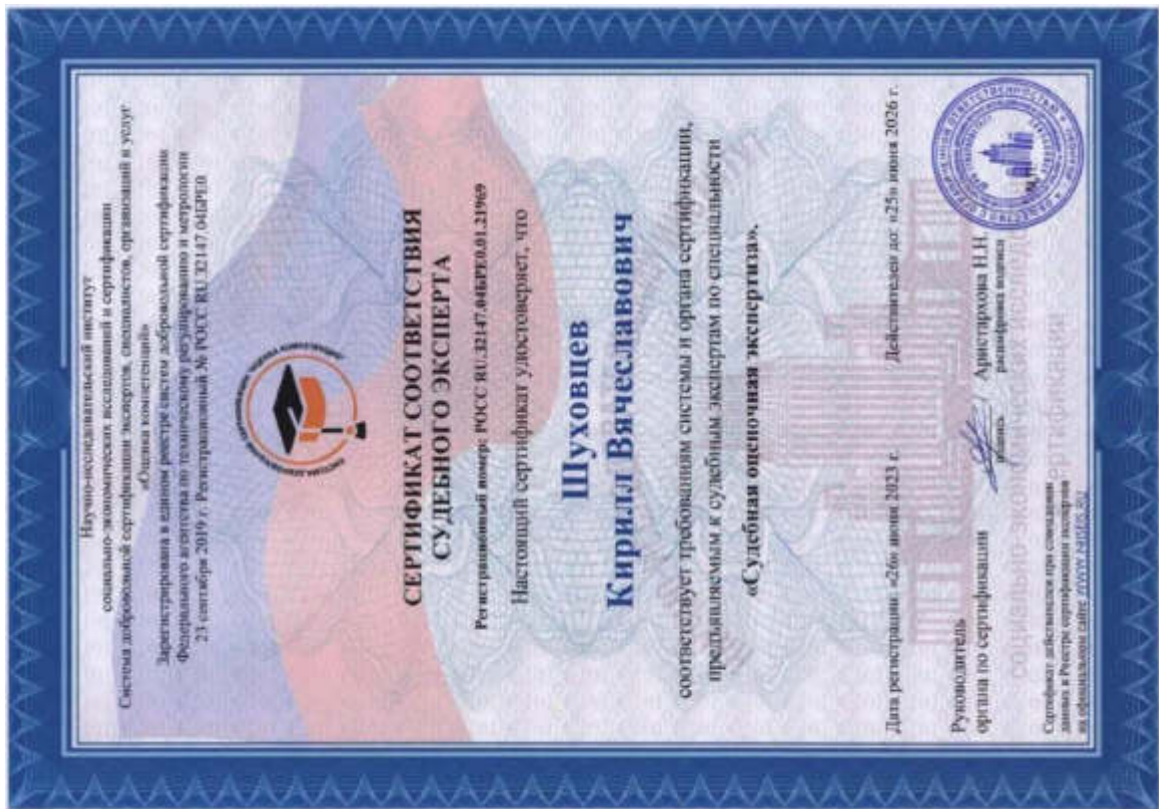 Научно-исследовательский институт
социально-экономических исследований и сертификации
Система добровольной сертификации экспертов, специалистов, организаций и услуг
«Оценка компетенций»
Зарегистрирована в едином реестре систем добровольной сертификации
Федерального агентства по техническому регулированию и метрологии
23 сентября 2019 г. Регистрационный № РОСС RU.32147.04БРЕ0
СЕРТИФИКАТ СООТВЕТСТВИЯ
СУДЕБНОГО ЭКСПЕРТА
Регистрационный номер: РОСС RU.32147.04БРЕ0.01.21969
Настоящий сертификат удостоверяет, что
Шуховцев
Кирилл Вячеславович
соответствует требованиям системы и органа сертификации,
предъявляемым к судебным экспертам по специальности
«Судебная оценочная экспертиза».
Дата регистрации: «26» июня 2023 г. Действителен до: «25» июня 2026 г.
Руководитель
органа по сертификации
подпись
/ Аристархова Н.Н.
расшифровка подписи
Сертификат действителен при совпадении
данных в Реестре сертификации экспертов
на официальном сайте